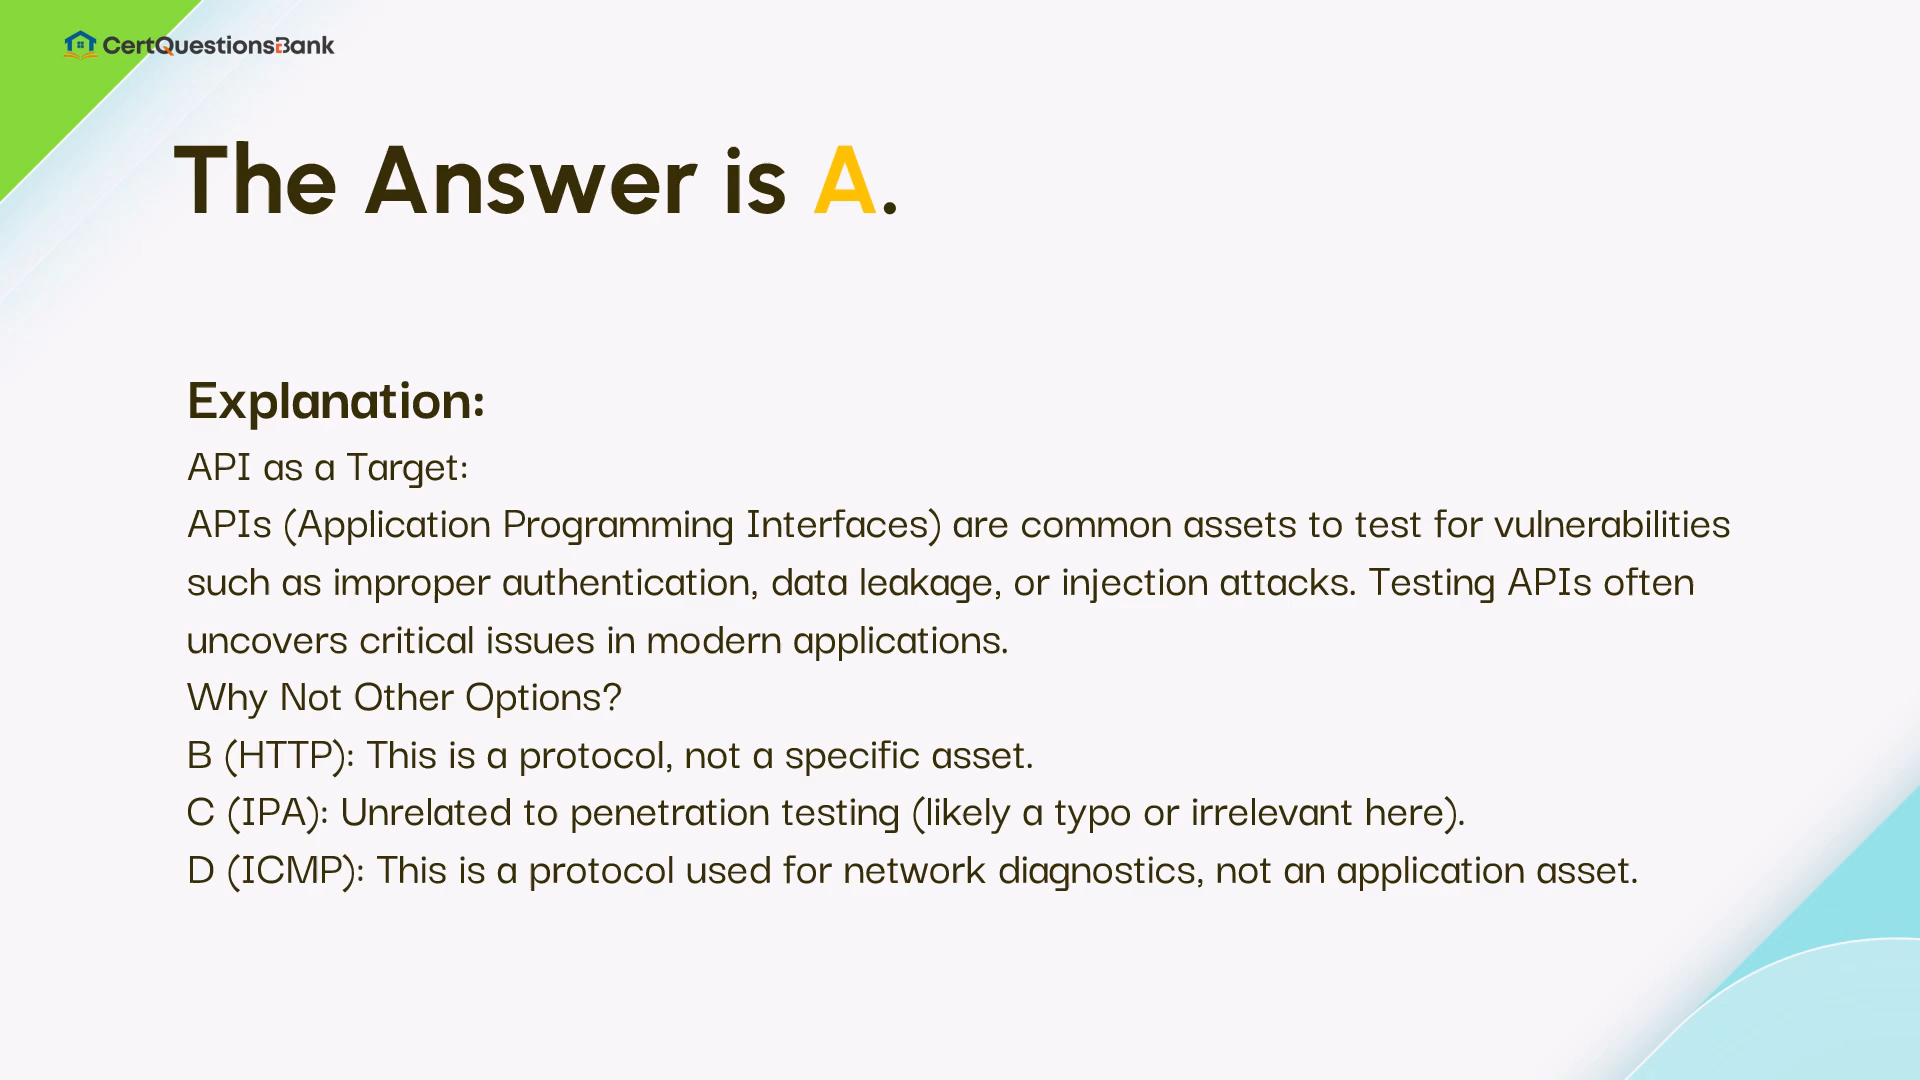 CertQuestionsBank
The Answer is A.
Explanation:
API as a Target:
APIs (Application Programming Interfaces) are common assets to test for vulnerabilities
such as improper authentication, data leakage, or injection attacks. Testing APIs often
uncovers critical issues in modern applications.
Why Not Other Options?
B (HTTP): This is a protocol, not a specific asset.
C (IPA): Unrelated to penetration testing (likely a typo or irrelevant here).
D (ICMP): This is a protocol used for network diagnostics, not an application asset.